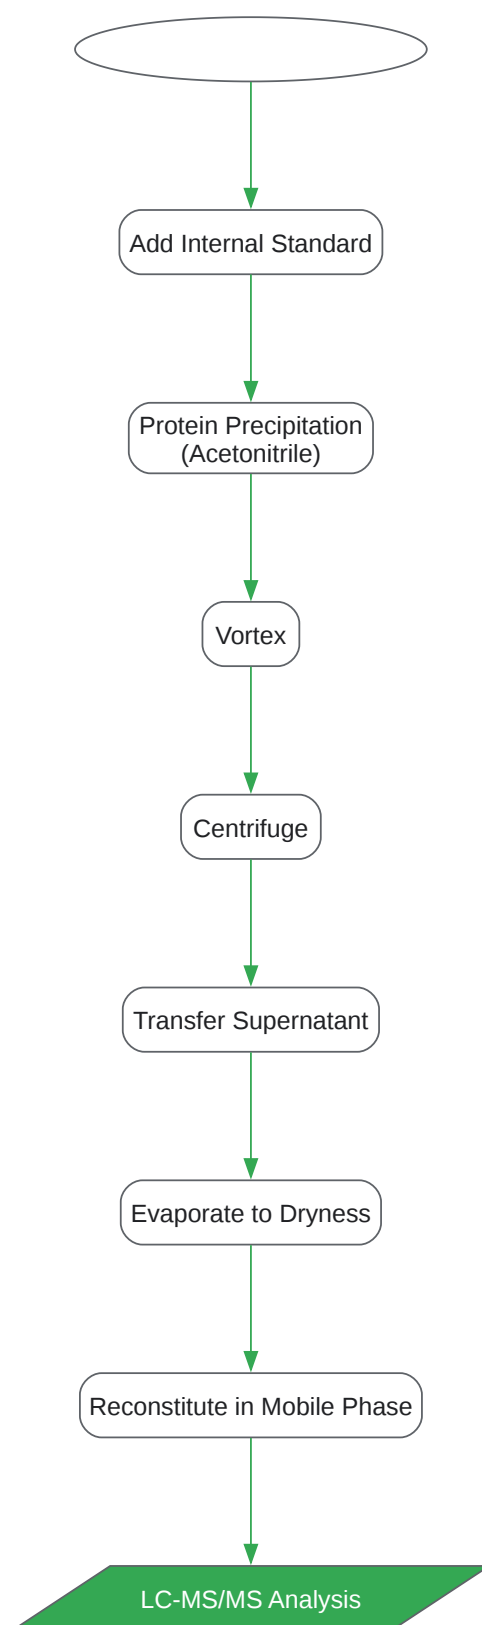 Add Internal Standard
Protein Precipitation
(Acetonitrile)
Vortex
Centrifuge
Transfer Supernatant
Evaporate to Dryness
Reconstitute in Mobile Phase
LC-MS/MS Analysis